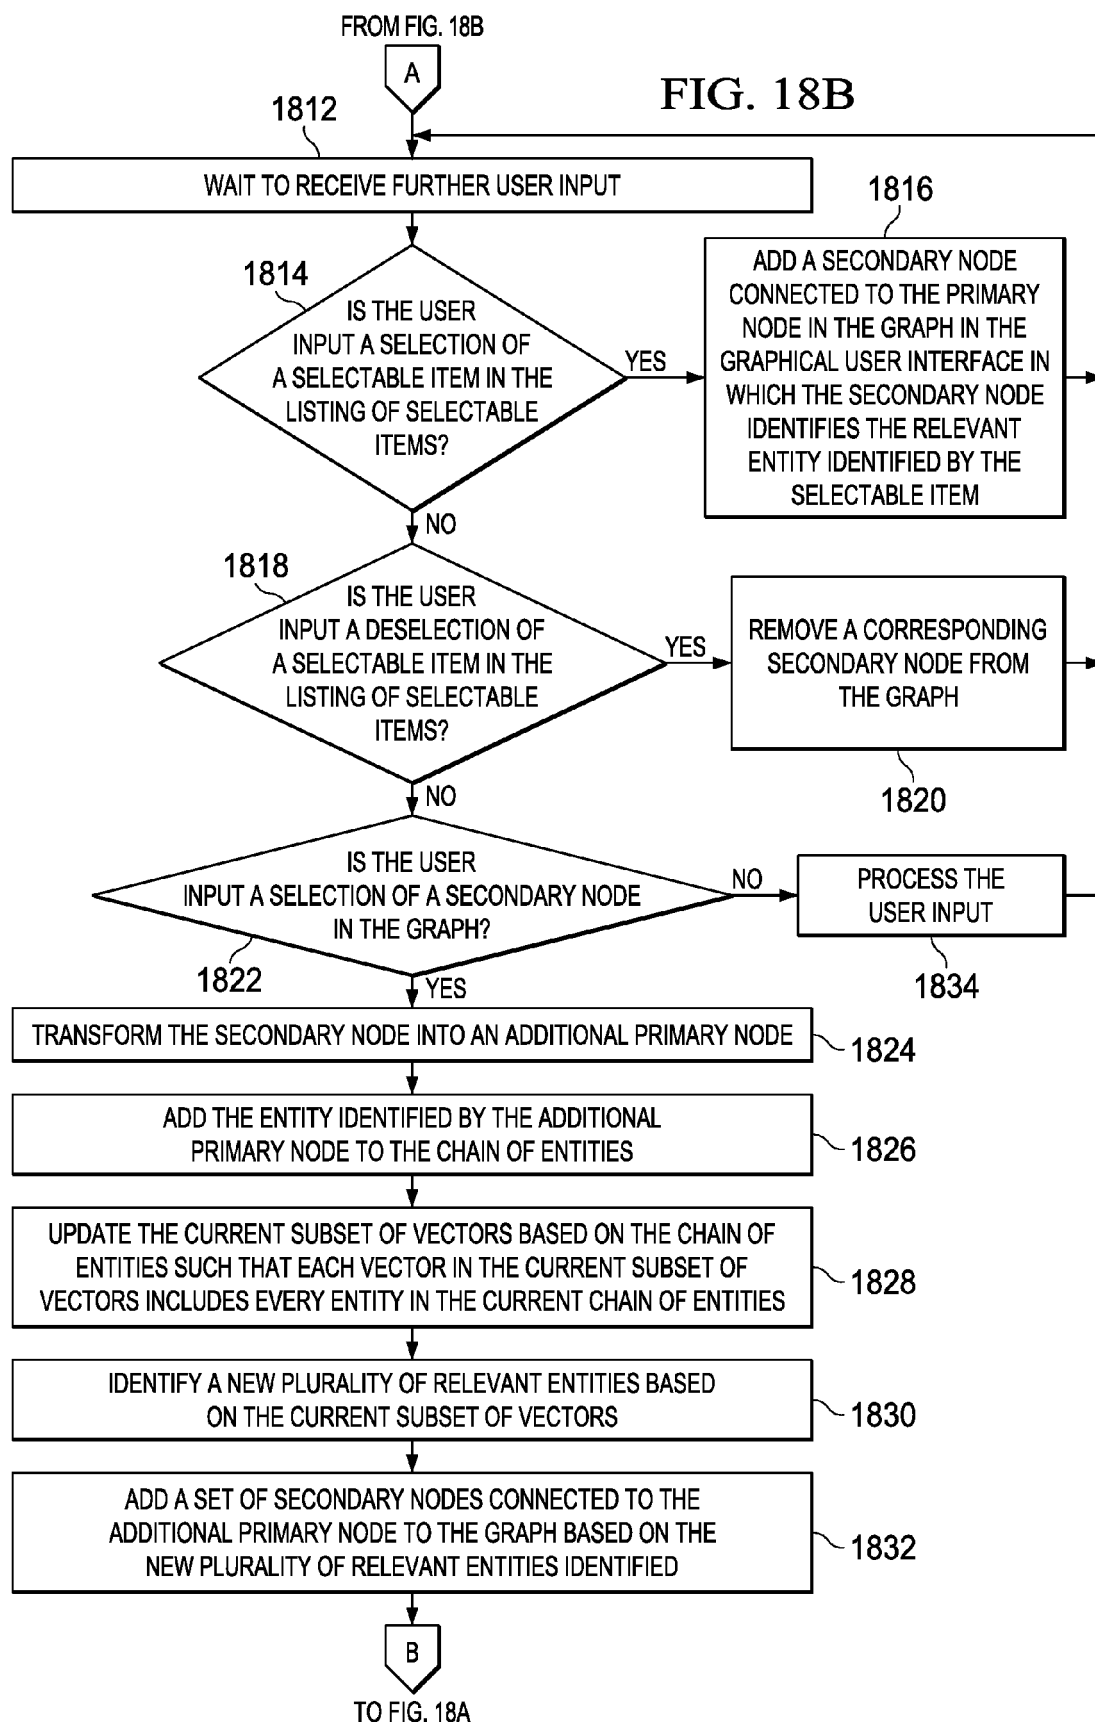 FROM FIG. 18B
A
FIG. 18B
1812
WAIT TO RECEIVE FURTHER USER INPUT
1814
IS THE USER
INPUT A SELECTION OF
A SELECTABLE ITEM IN THE
LISTING OF SELECTABLE
ITEMS?
YES
1816
ADD A SECONDARY NODE
CONNECTED TO THE PRIMARY
NODE IN THE GRAPH IN THE
GRAPHICAL USER INTERFACE IN
WHICH THE SECONDARY NODE
IDENTIFIES THE RELEVANT
ENTITY IDENTIFIED BY THE
SELECTABLE ITEM
NO
1818
IS THE USER
INPUT A DESELECTION OF
A SELECTABLE ITEM IN THE
LISTING OF SELECTABLE
ITEMS?
YES
REMOVE A CORRESPONDING
SECONDARY NODE FROM
THE GRAPH
1820
NO
IS THE USER
INPUT A SELECTION OF A SECONDARY NODE
IN THE GRAPH?
1822
NO
PROCESS THE
USER INPUT
1834
YES
TRANSFORM THE SECONDARY NODE INTO AN ADDITIONAL PRIMARY NODE
1824
ADD THE ENTITY IDENTIFIED BY THE ADDITIONAL
PRIMARY NODE TO THE CHAIN OF ENTITIES
1826
UPDATE THE CURRENT SUBSET OF VECTORS BASED ON THE CHAIN OF
ENTITIES SUCH THAT EACH VECTOR IN THE CURRENT SUBSET OF
VECTORS INCLUDES EVERY ENTITY IN THE CURRENT CHAIN OF ENTITIES
1828
IDENTIFY A NEW PLURALITY OF RELEVANT ENTITIES BASED
ON THE CURRENT SUBSET OF VECTORS
1830
ADD A SET OF SECONDARY NODES CONNECTED TO THE
ADDITIONAL PRIMARY NODE TO THE GRAPH BASED ON THE
NEW PLURALITY OF RELEVANT ENTITIES IDENTIFIED
1832
B
TO FIG. 18A